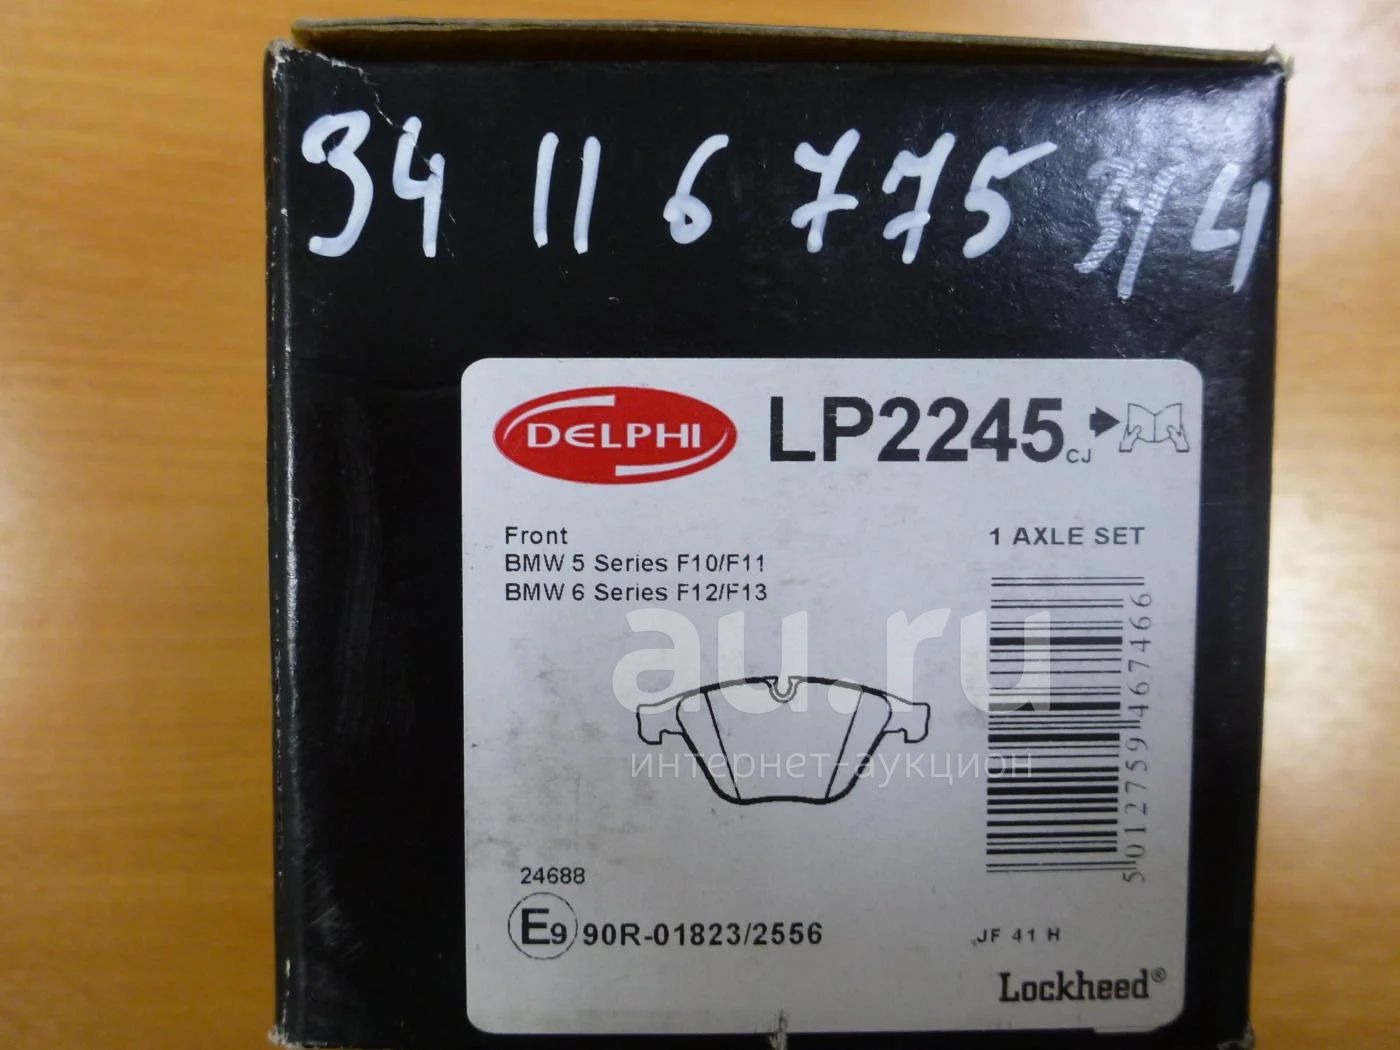 34 11 6 775 314
DELPHI LP2245 CJ
Front
1 AXLE SET
BMW 5 Series F10/F11
BMW 6 Series F12/F13
au.ru
интернет-аукцион
5012759467466
24688
E9 90R-01823/2556
JF 41 H
Lockheed®